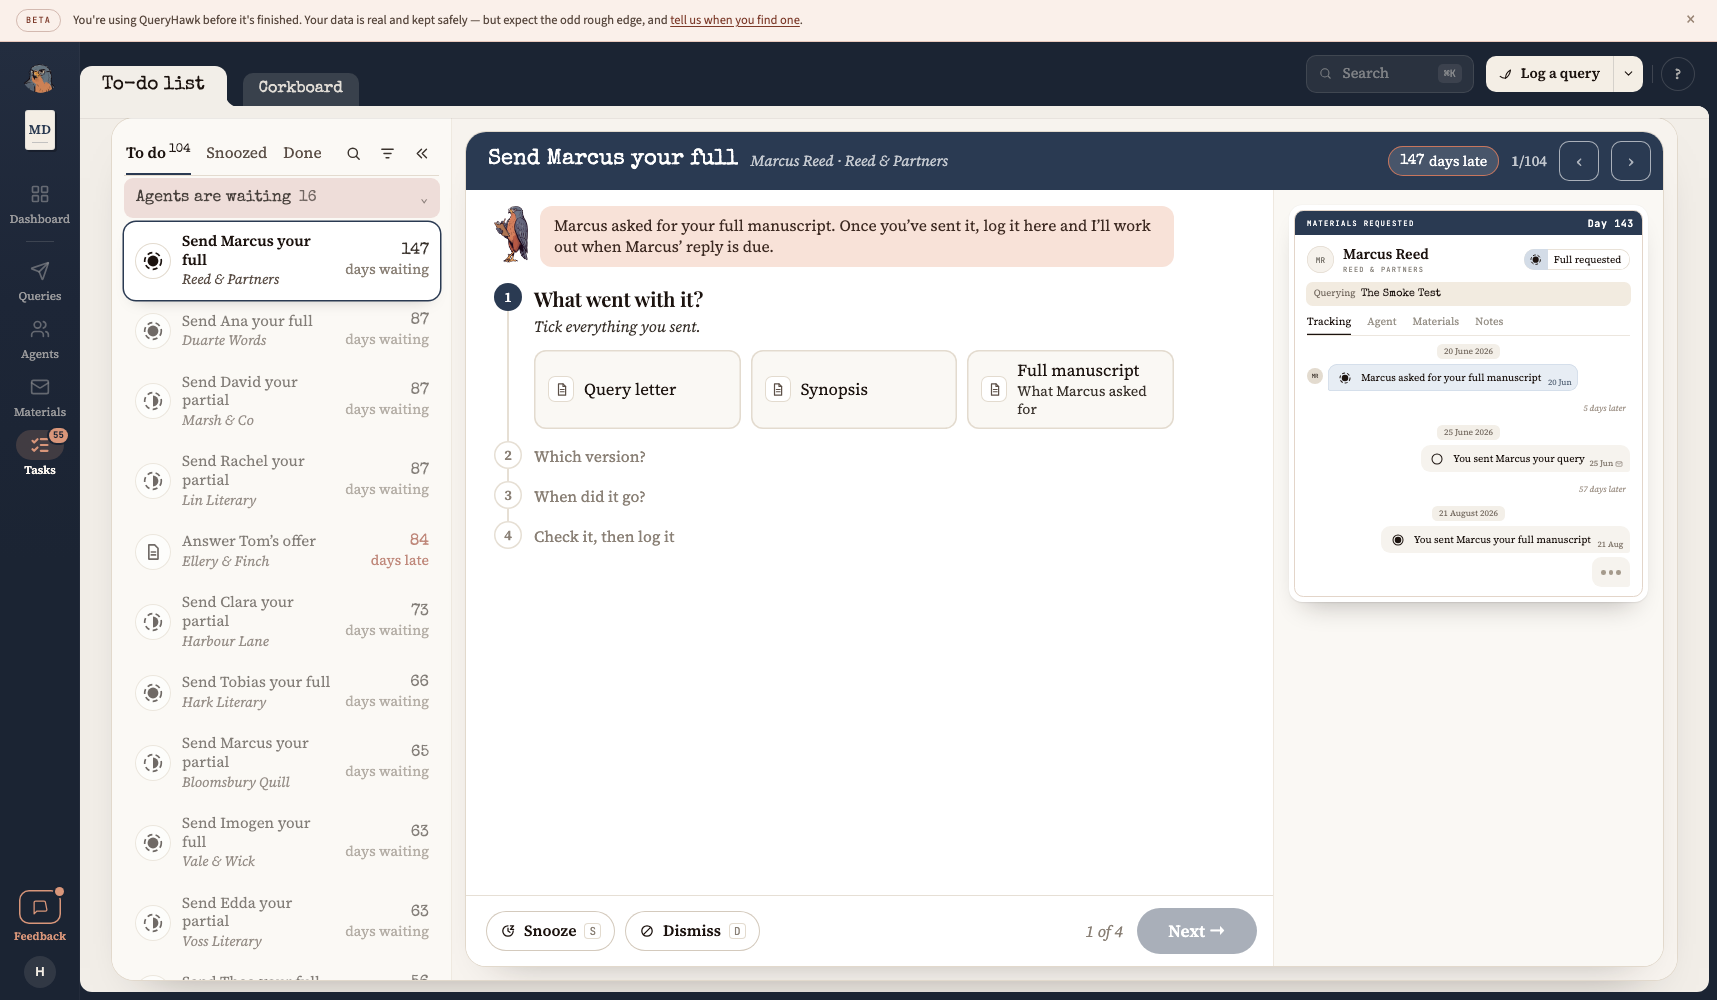 BETA
You're using QueryHawk before it's finished. Your data is real and kept safely — but expect the odd rough edge, and tell us when you find one.
×
To-do list
Corkboard
Search
⌘K
Log a query
?
MD
Dashboard
Queries
Agents
Materials
55
Tasks
Feedback
H
To do 104
Snoozed
Done
Agents are waiting 16
Send Marcus your full
Reed & Partners
147
days waiting
Send Ana your full
Duarte Words
87
days waiting
Send David your partial
Marsh & Co
87
days waiting
Send Rachel your partial
Lin Literary
87
days waiting
Answer Tom's offer
Ellery & Finch
84
days late
Send Clara your partial
Harbour Lane
73
days waiting
Send Tobias your full
Hark Literary
66
days waiting
Send Marcus your partial
Bloomsbury Quill
65
days waiting
Send Imogen your full
Vale & Wick
63
days waiting
Send Edda your partial
Voss Literary
63
days waiting
Send Marcus your full
Marcus Reed · Reed & Partners
147 days late
1/104
‹
›
Marcus asked for your full manuscript. Once you've sent it, log it here and I'll work
out when Marcus' reply is due.
1
What went with it?
Tick everything you sent.
Query letter
Synopsis
Full manuscript
What Marcus asked
for
2
Which version?
3
When did it go?
4
Check it, then log it
Snooze S
Dismiss D
1 of 4
Next →
MATERIALS REQUESTED
Day 143
MR
Marcus Reed
REED & PARTNERS
Full requested
Querying The Smoke Test
Tracking
Agent
Materials
Notes
20 June 2026
MR
Marcus asked for your full manuscript 20 Jun
5 days later
25 June 2026
You sent Marcus your query 25 Jun
57 days later
21 August 2026
You sent Marcus your full manuscript 21 Aug